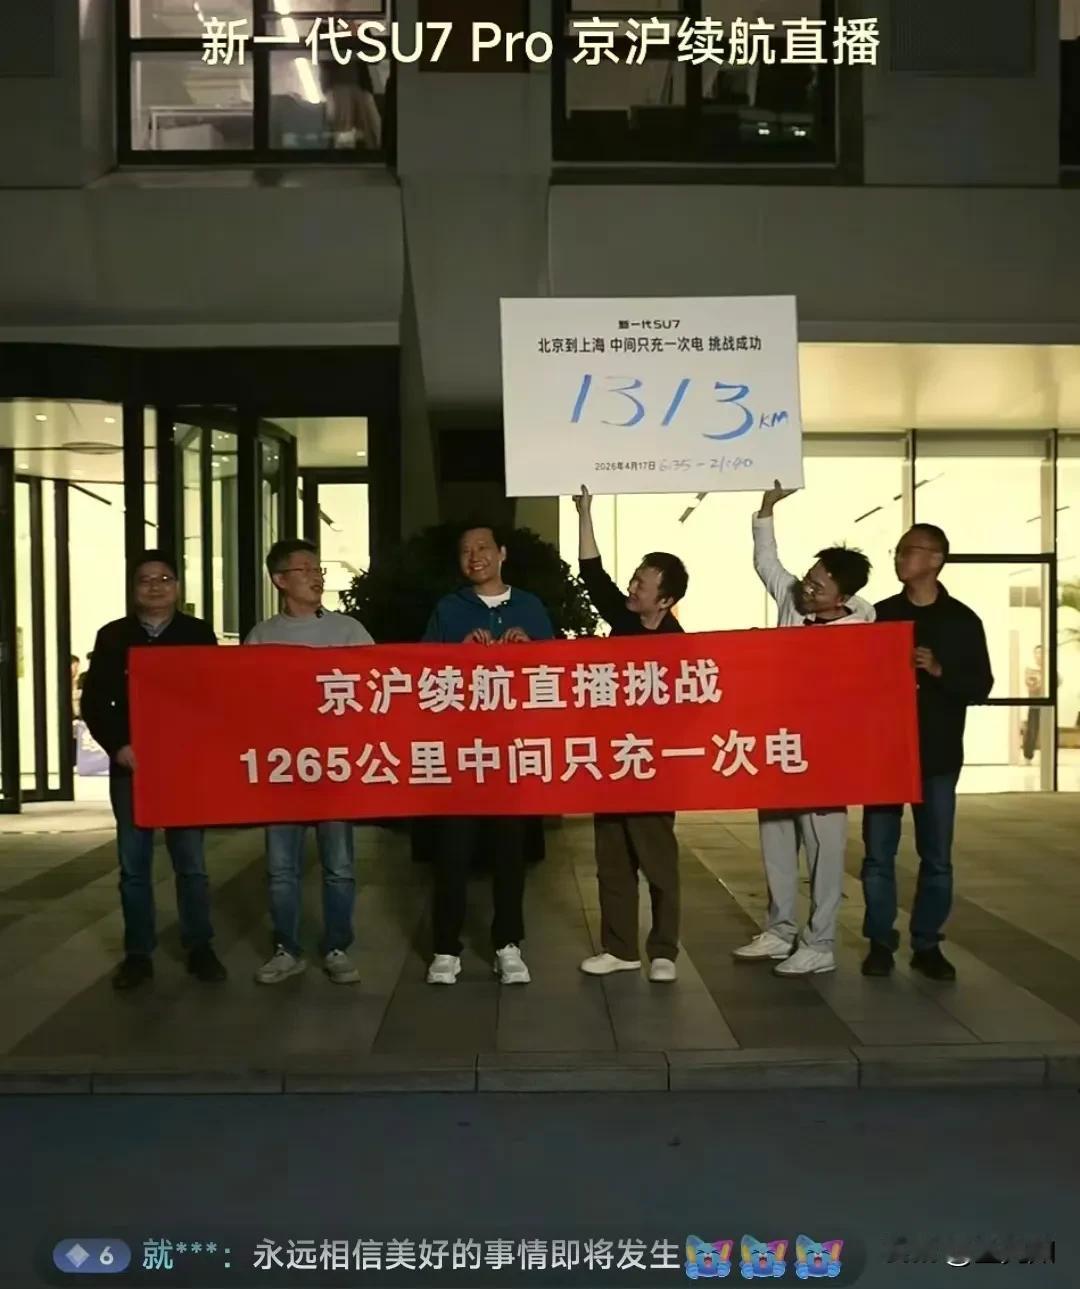 新一代SU7 Pro 京沪续航直播
新一代SU7
北京到上海 中间只充一次电 挑战成功
1313KM
2026年4月17日 6:35-21:40
京沪续航直播挑战
1265公里中间只充一次电
6 就***：永远相信美好的事情即将发生